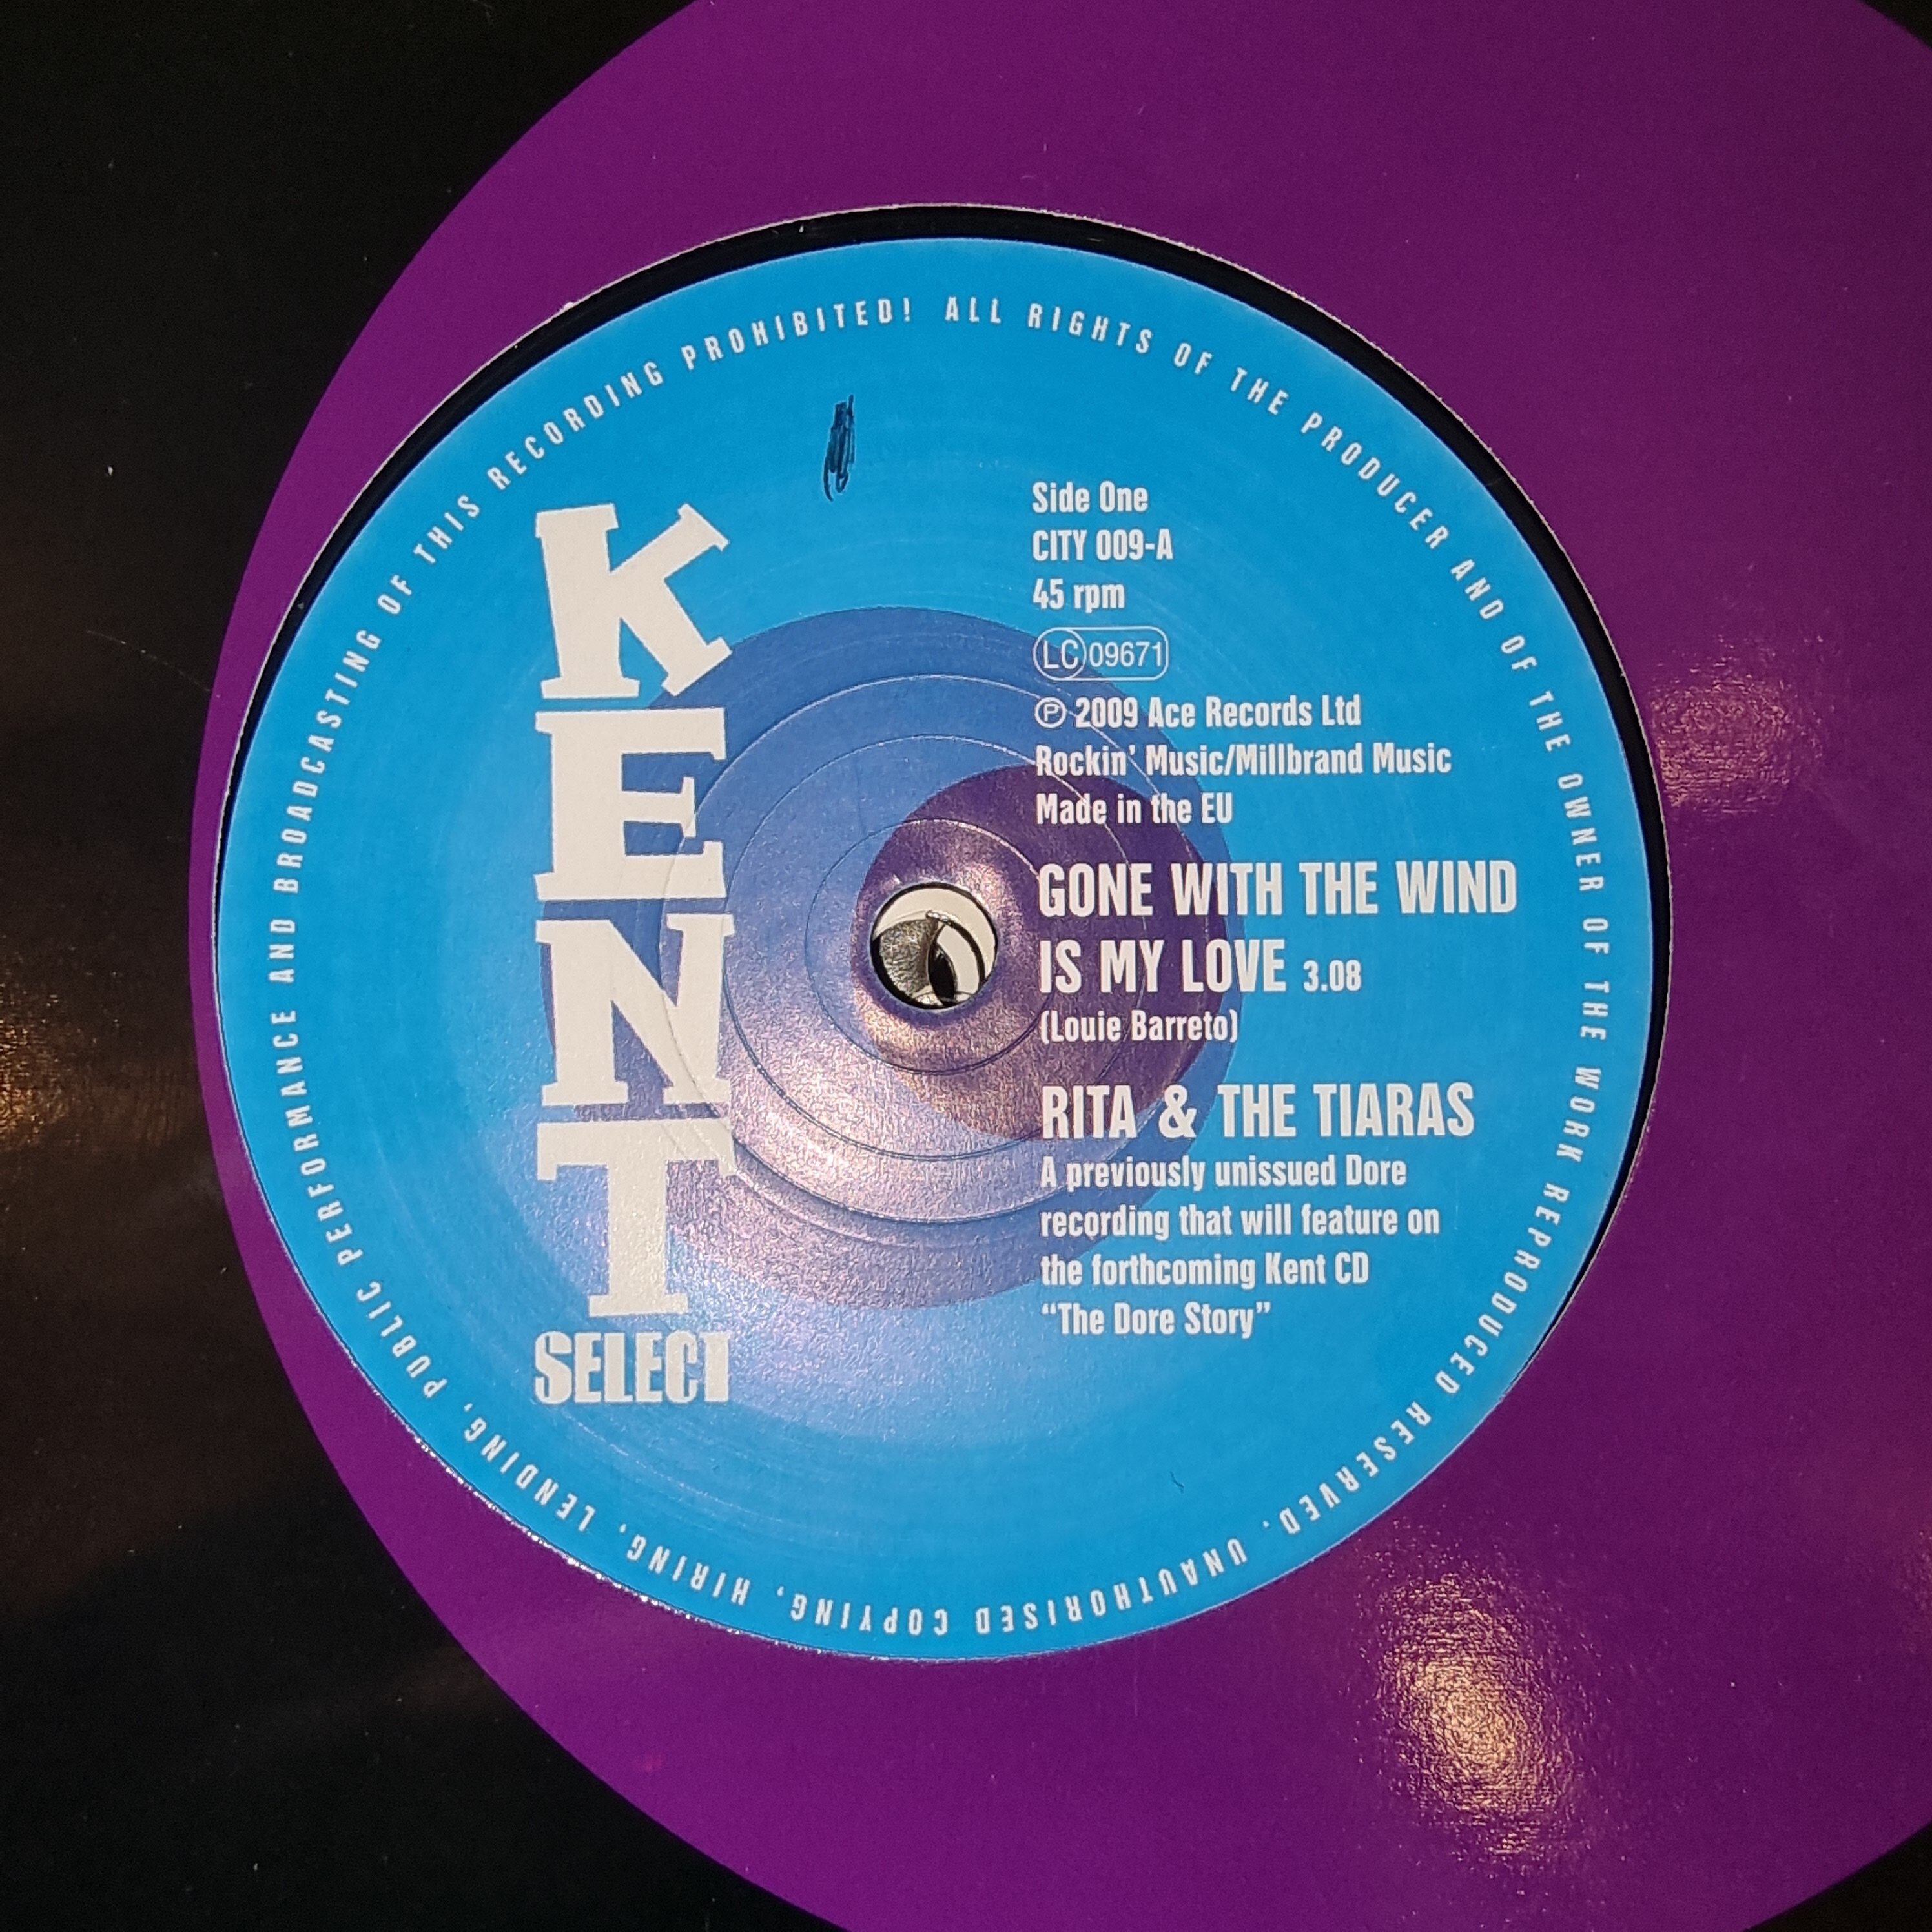 ALL RIGHTS OF THE PRODUCER AND OF THE OWNER OF THE WORK REPRODUCED RESERVED. UNAUTHORISED COPYING, HIRING, LENDING, PUBLIC PERFORMANCE AND BROADCASTING OF THIS RECORDING PROHIBITED!
KENT
SELECT
Side One
CITY 009-A
45 rpm
LC 09671
℗ 2009 Ace Records Ltd
Rockin' Music/Millbrand Music
Made in the EU
GONE WITH THE WIND
IS MY LOVE 3.08
(Louie Barreto)
RITA & THE TIARAS
A previously unissued Dore
recording that will feature on
the forthcoming Kent CD
“The Dore Story”